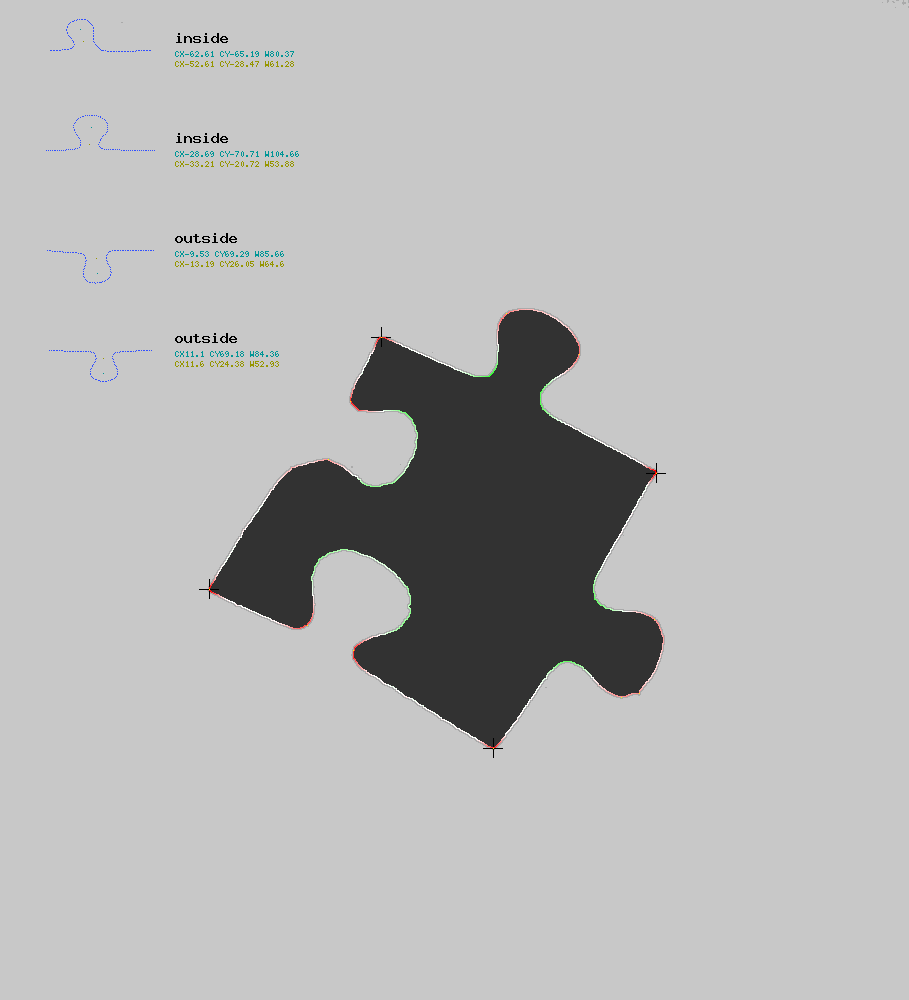 inside
CX-62.61 CY-65.19 W80.37
CX-52.61 CY-28.47 W61.28
inside
CX-28.69 CY-70.71 W104.66
CX-33.21 CY-20.72 W53.88
outside
CX-9.53 CY69.29 W85.66
CX-13.19 CY26.05 W64.6
outside
CX11.1 CY69.18 W84.36
CX11.6 CY24.38 W52.93